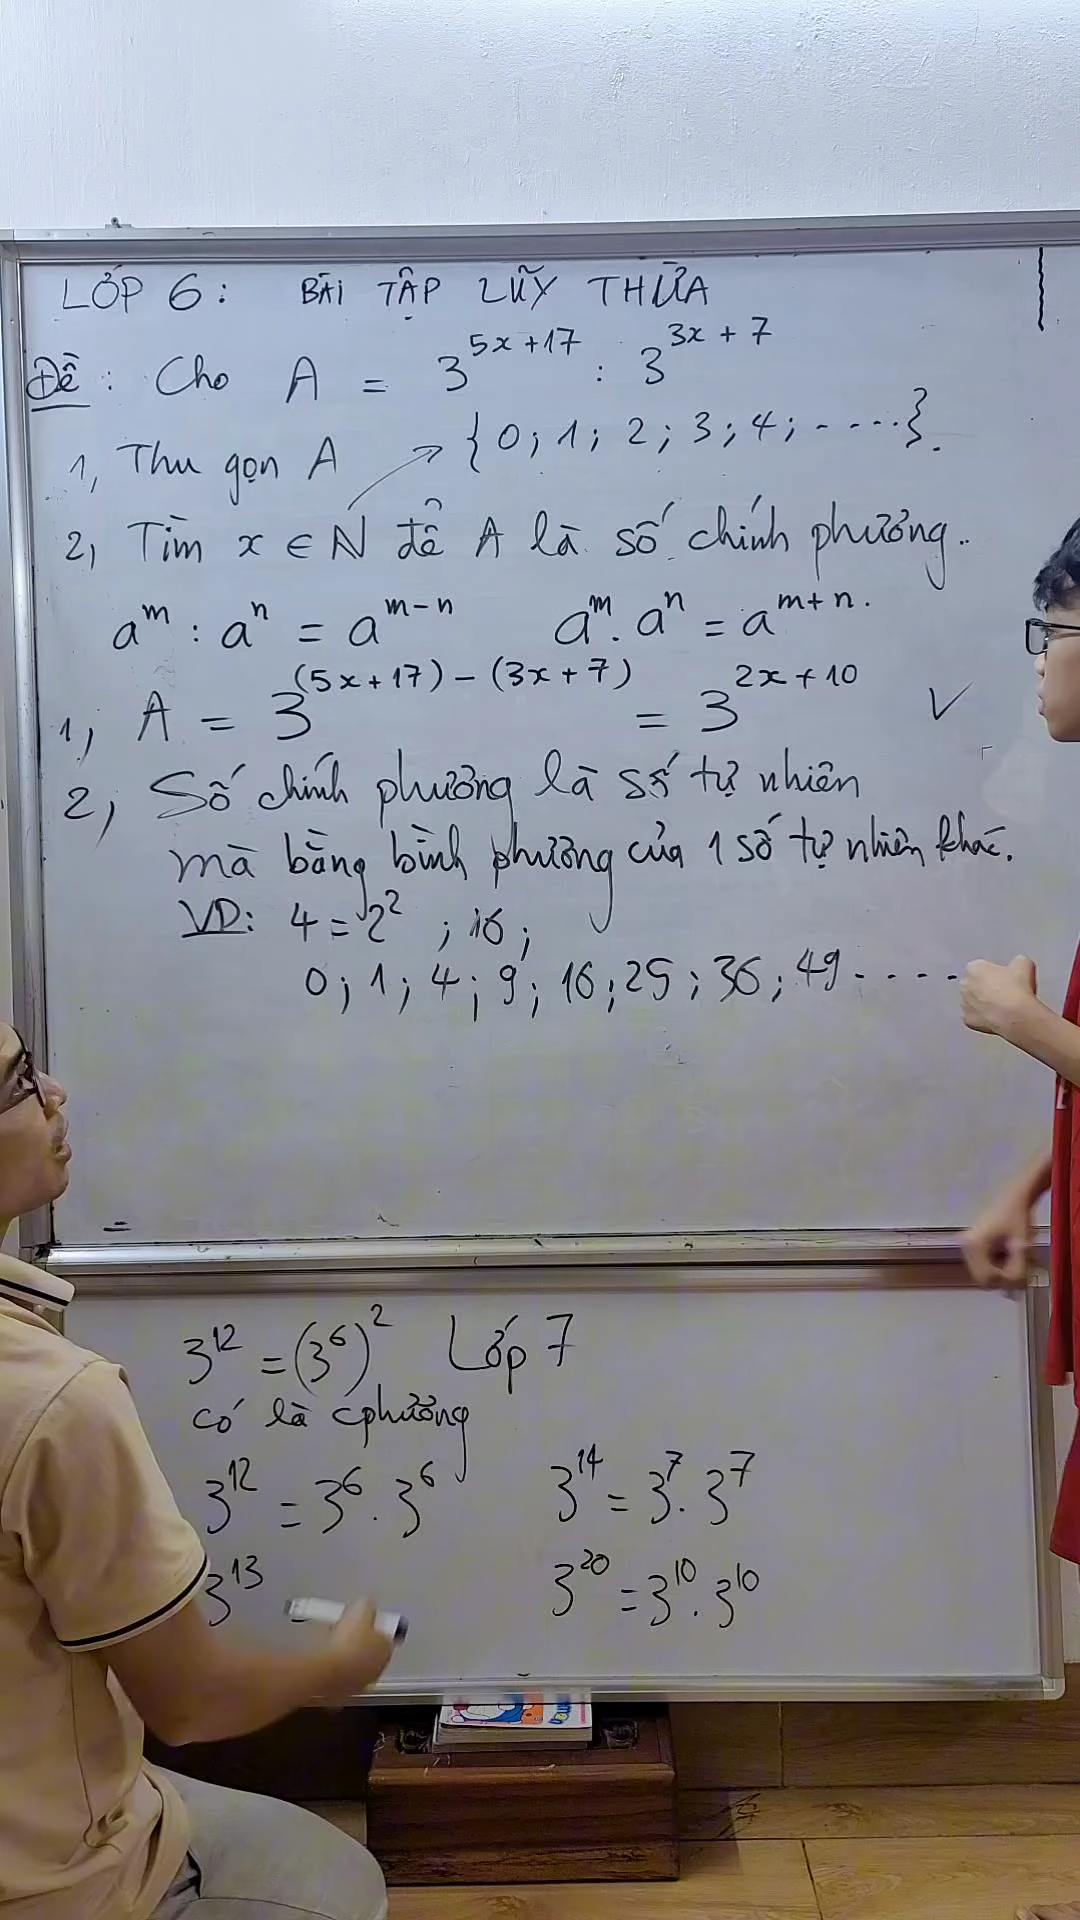 LỚP 6: BÀI TẬP LŨY THỪA
Đề: Cho A = 3^(5x+17) : 3^(3x+7)
1, Thu gọn A → {0; 1; 2; 3; 4; .....}.
2, Tìm x ∈ N để A là số chính phương..
a^m : a^n = a^(m-n)  a^m . a^n = a^(m+n).
1, A = 3^((5x+17)-(3x+7)) = 3^(2x+10) ✓
2, Số chính phương là số tự nhiên
mà bằng bình phương của 1 số tự nhiên khác.
VD: 4 = 2^2 ; 16;
0; 1; 4; 9; 16; 25; 36; 49 . . . .
=
3^12 = (3^6)^2 Lớp 7
có là cphương
3^12 = 3^6 . 3^6  3^14 = 3^7 . 3^7
3^13 =  3^20 = 3^10 . 3^10